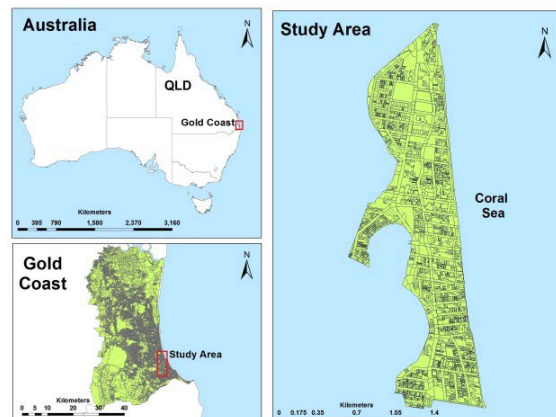 Australia
N
QLD
Gold Coast
Kilometers
0 395 790 1,580 2,370 3,160
Gold
Coast
N
Study Area
Kilometers
0 5 10 20 30 40
Study Area
N
Coral
Sea
Kilometers
0 0.175 0.35 0.7 1.05 1.4